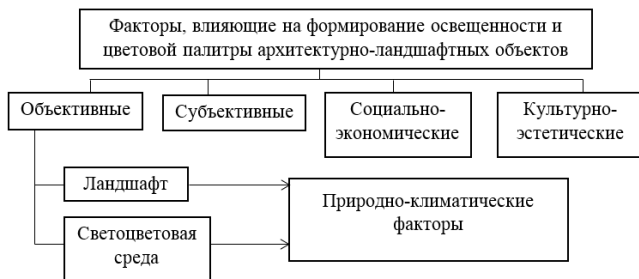 Факторы, влияющие на формирование освещенности и
цветовой палитры архитектурно-ландшафтных объектов
Объективные
Субъективные
Социально-
экономические
Культурно-
эстетические
Ландшафт
Светоцветовая
среда
Природно-климатические
факторы